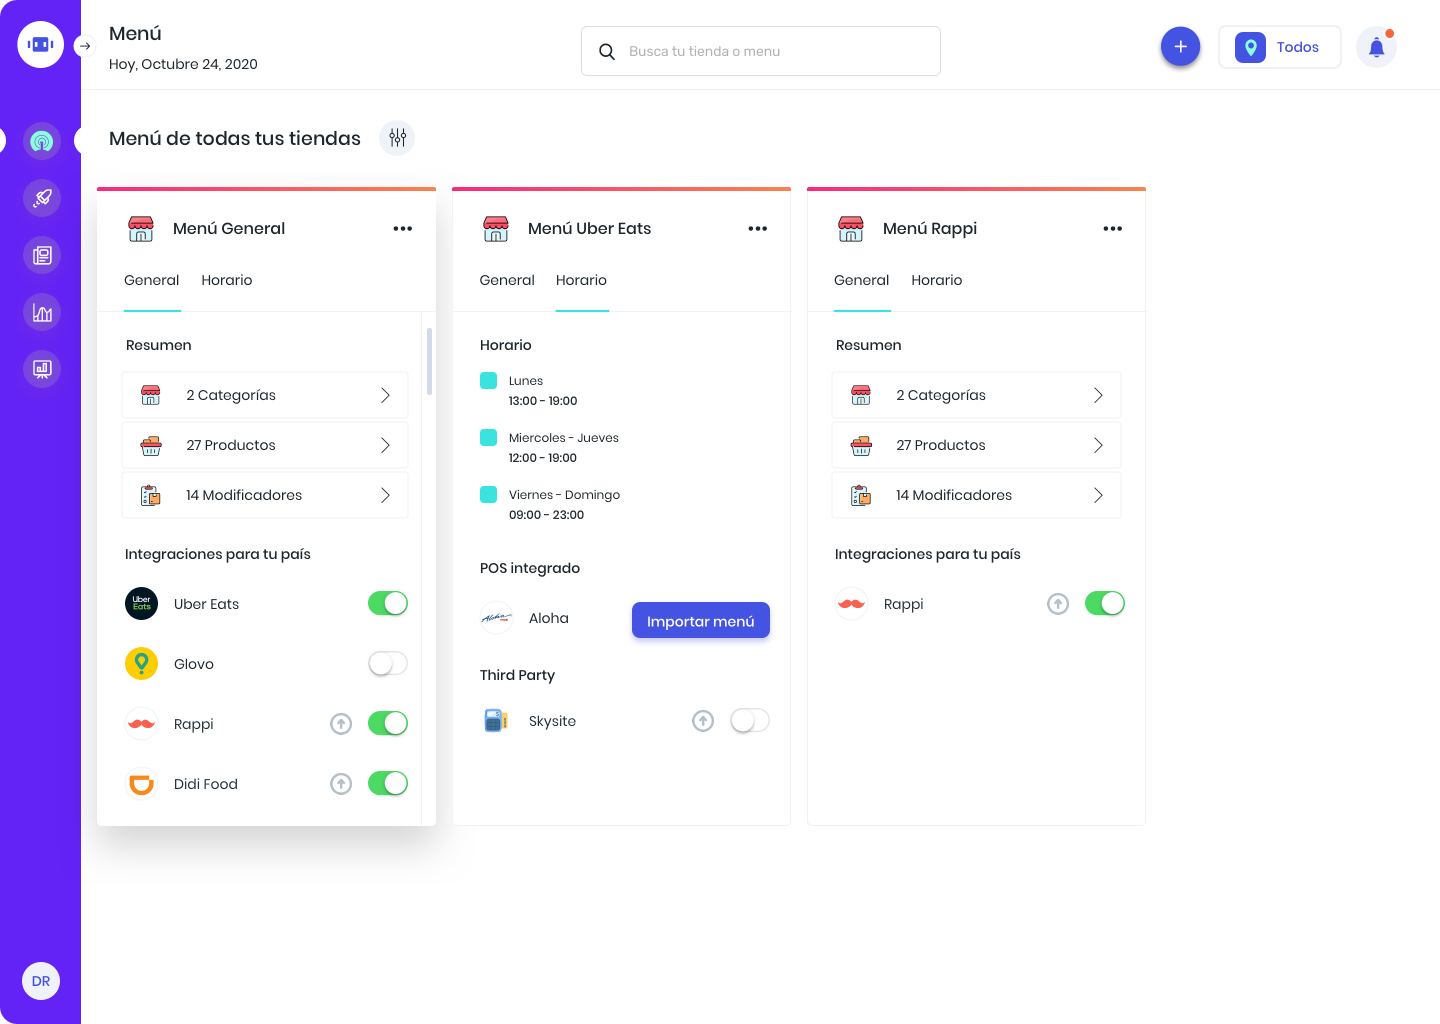 Menú
Hoy, Octubre 24, 2020
Busca tu tienda o menu
Todos
Menú de todas tus tiendas
Menú General
General Horario
Resumen
2 Categorías
27 Productos
14 Modificadores
Integraciones para tu país
Uber Eats
Uber Eats
Glovo
Rappi
Didi Food
Menú Uber Eats
General Horario
Horario
Lunes
13:00 - 19:00
Miercoles - Jueves
12:00 - 19:00
Viernes - Domingo
09:00 - 23:00
POS integrado
Aloha
Aloha
Importar menú
Third Party
Skysite
Menú Rappi
General Horario
Resumen
2 Categorías
27 Productos
14 Modificadores
Integraciones para tu país
Rappi
DR